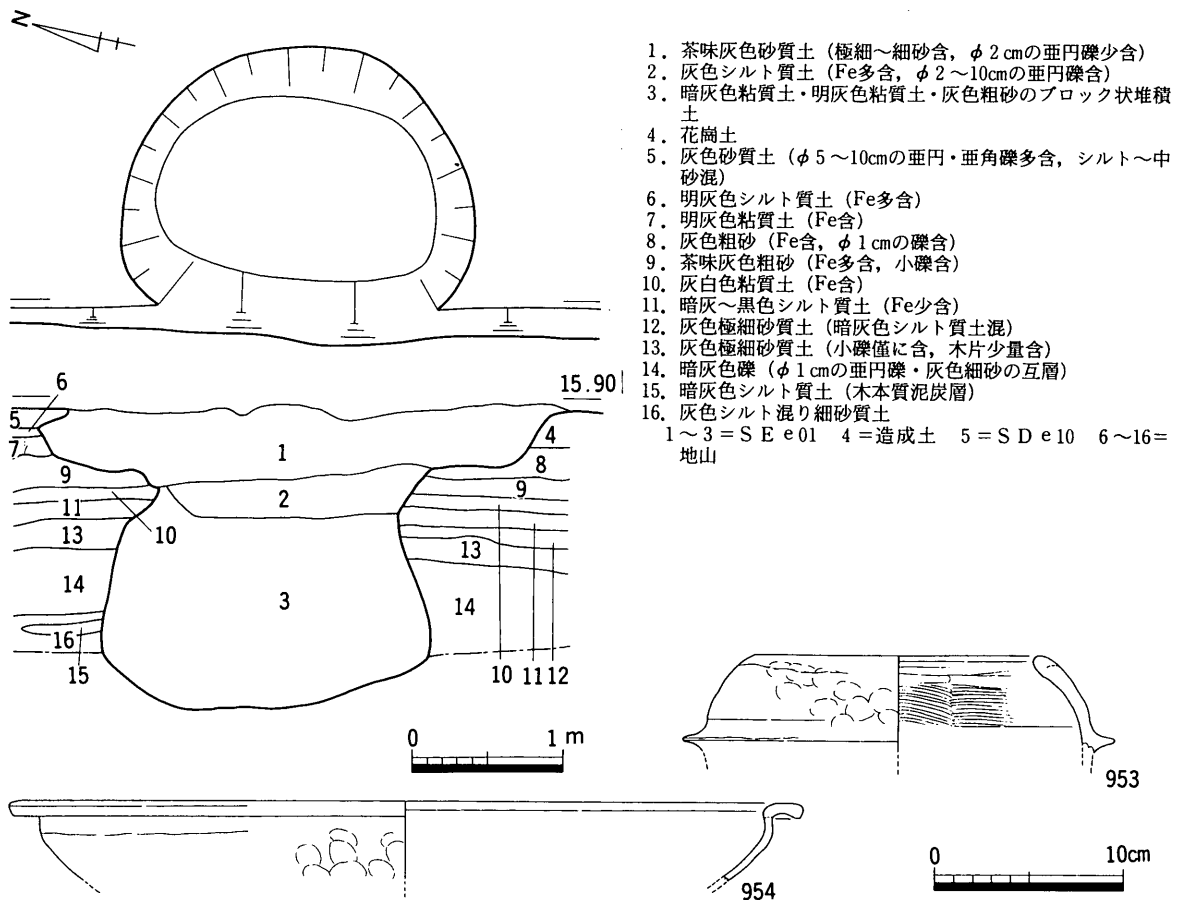 N
1．茶味灰色砂質土（極細～細砂含，φ2cmの亜円礫少含）
2．灰色シルト質土（Fe多含，φ2～10cmの亜円礫含）
3．暗灰色粘質土・明灰色粘質土・灰色粗砂のブロック状堆積
土
4．花崗土
5．灰色砂質土（φ5～10cmの亜円・亜角礫多含，シルト～中
砂混）
6．明灰色シルト質土（Fe多含）
7．明灰色粘質土（Fe含）
8．灰色粗砂（Fe含，φ1cmの礫含）
9．茶味灰色粗砂（Fe多含，小礫含）
10．灰白色粘質土（Fe含）
11．暗灰～黒色シルト質土（Fe少含）
12．灰色極細砂質土（暗灰色シルト質土混）
13．灰色極細砂質土（小礫僅に含，木片少量含）
14．暗灰色礫（φ1cmの亜円礫・灰色細砂の互層）
15．暗灰色シルト質土（木本質泥炭層）
16．灰色シルト混り細砂質土
1～3＝SEe01　4＝造成土　5＝SDe10　6～16＝
地山
15.90
6
5
7
1
4
8
9
9
2
11
10
13
13
14
3
14
16
15
10 11 12
0 1m
953
954
0 10cm